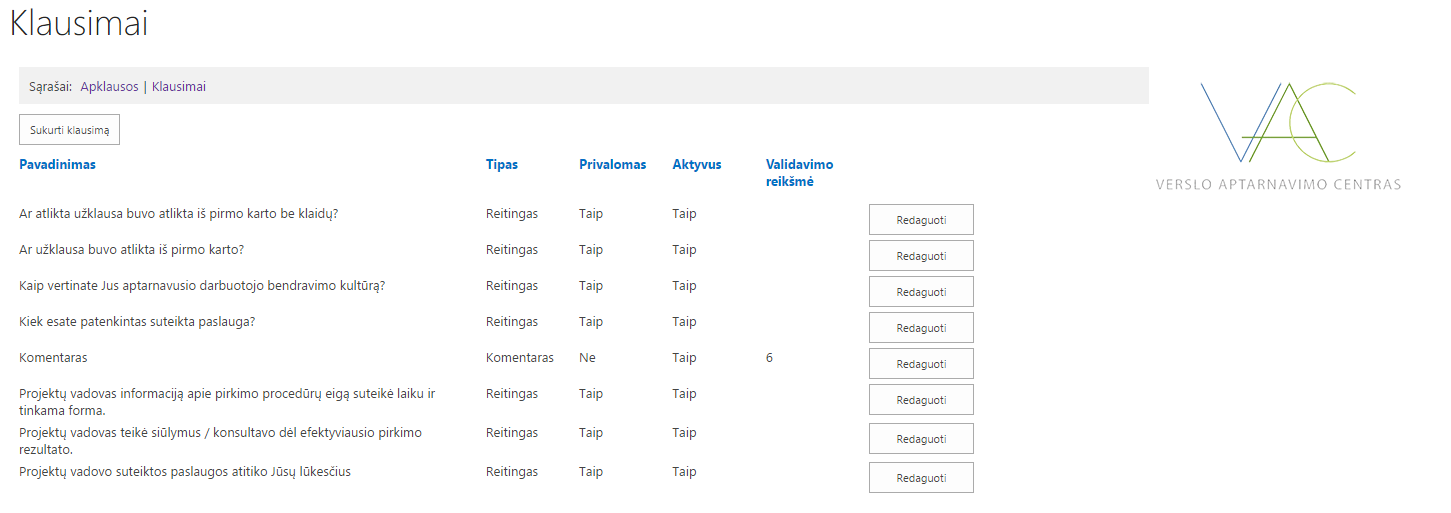 Klausimai
Sąrašai: Apklausos | Klausimai
VAC
VERSLO APTARNAVIMO CENTRAS
Sukurti klausimą
Pavadinimas Tipas Privalomas Aktyvus Validavimo
reikšmė
Ar atlikta užklausa buvo atlikta iš pirmo karto be klaidų? Reitingas Taip Taip Redaguoti
Ar užklausa buvo atlikta iš pirmo karto? Reitingas Taip Taip Redaguoti
Kaip vertinate Jus aptarnavusio darbuotojo bendravimo kultūrą? Reitingas Taip Taip Redaguoti
Kiek esate patenkintas suteikta paslauga? Reitingas Taip Taip Redaguoti
Komentaras Komentaras Ne Taip 6 Redaguoti
Projektų vadovas informaciją apie pirkimo procedūrų eigą suteikė laiku ir Reitingas Taip Taip Redaguoti
tinkama forma.
Projektų vadovas teikė siūlymus / konsultavo dėl efektyviausio pirkimo Reitingas Taip Taip Redaguoti
rezultato.
Projektų vadovo suteiktos paslaugos atitiko Jūsų lūkesčius Reitingas Taip Taip Redaguoti